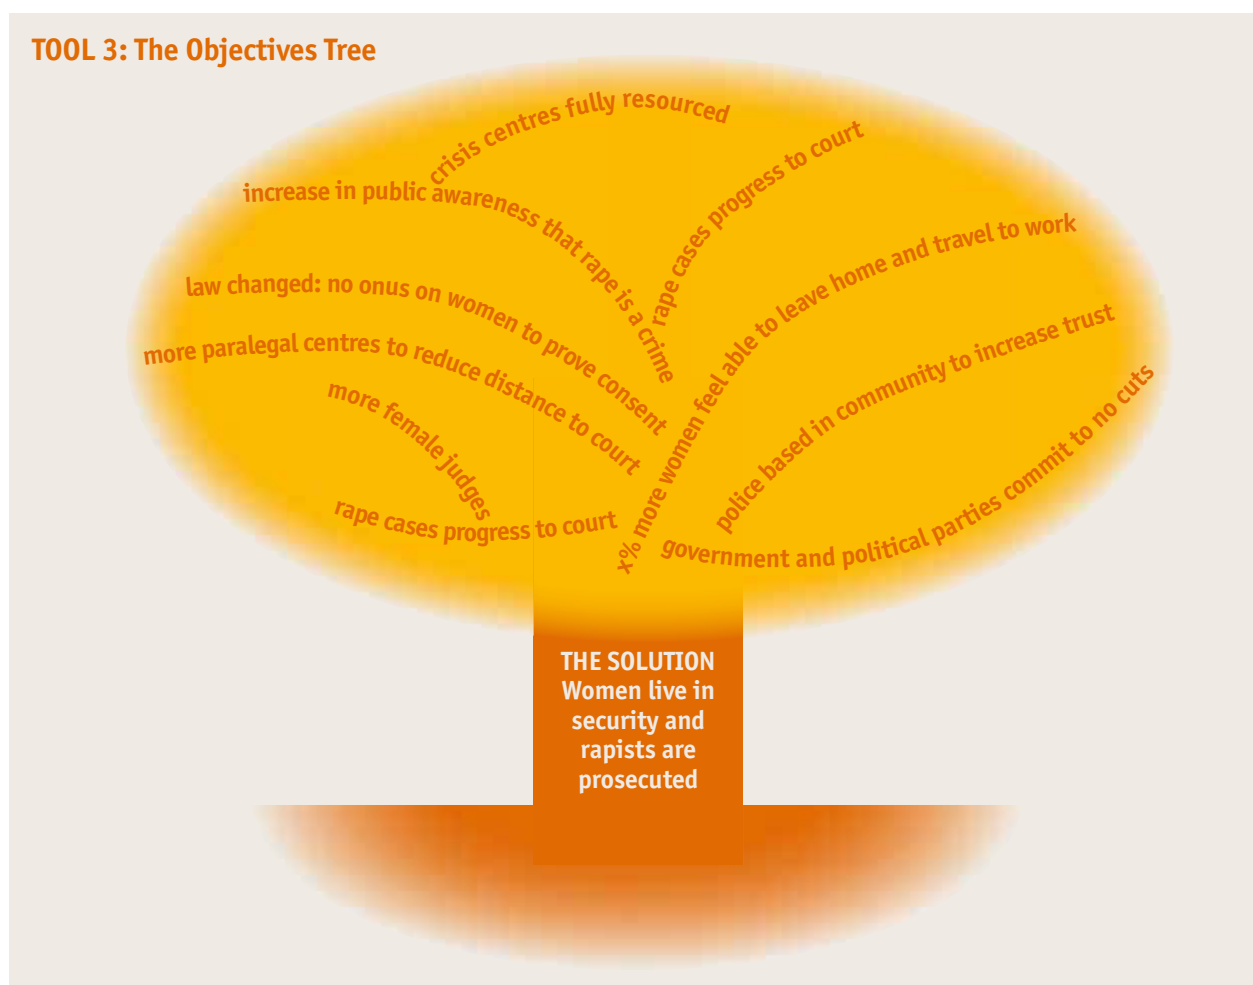 TOOL 3: The Objectives Tree
crisis centres fully resourced
rape cases progress to court
increase in public awareness that rape is a crime
x% more women feel able to leave home and travel to work
law changed: no onus on women to prove consent
police based in community to increase trust
more paralegal centres to reduce distance to court
government and political parties commit to no cuts
more female judges
rape cases progress to court
THE SOLUTION
Women live in
security and
rapists are
prosecuted